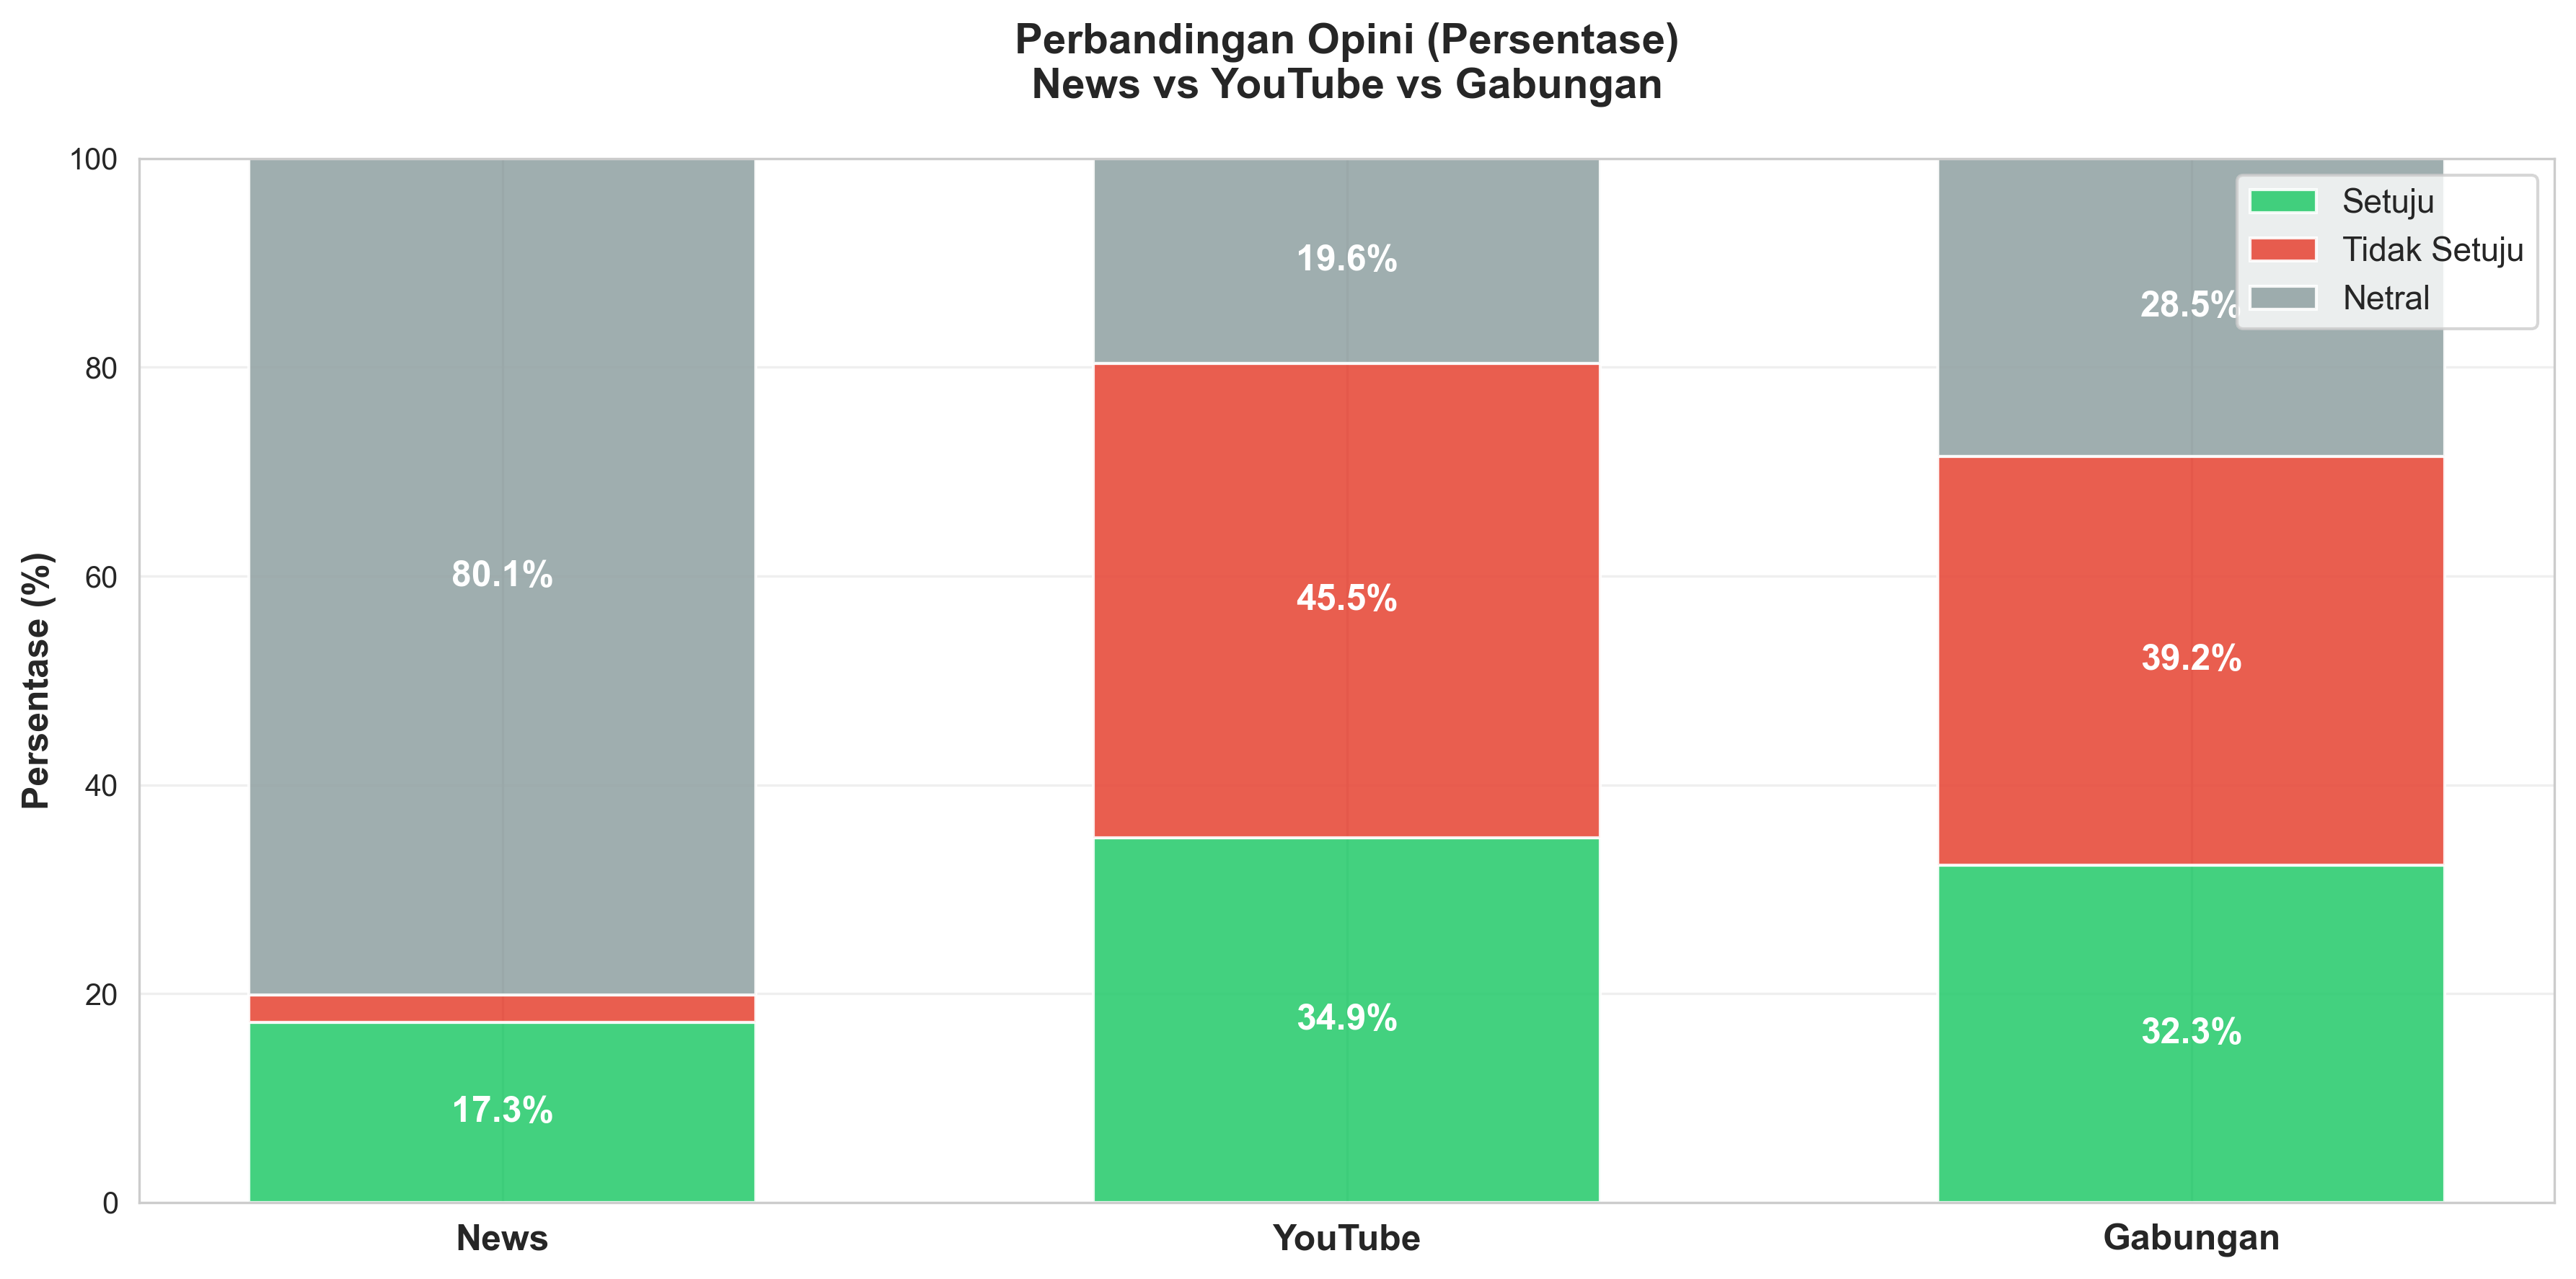 Perbandingan Opini (Persentase)
News vs YouTube vs Gabungan
Persentase (%)
100
80
60
40
20
0
80.1%
17.3%
19.6%
45.5%
34.9%
28.5%
39.2%
32.3%
Setuju
Tidak Setuju
Netral
News
YouTube
Gabungan